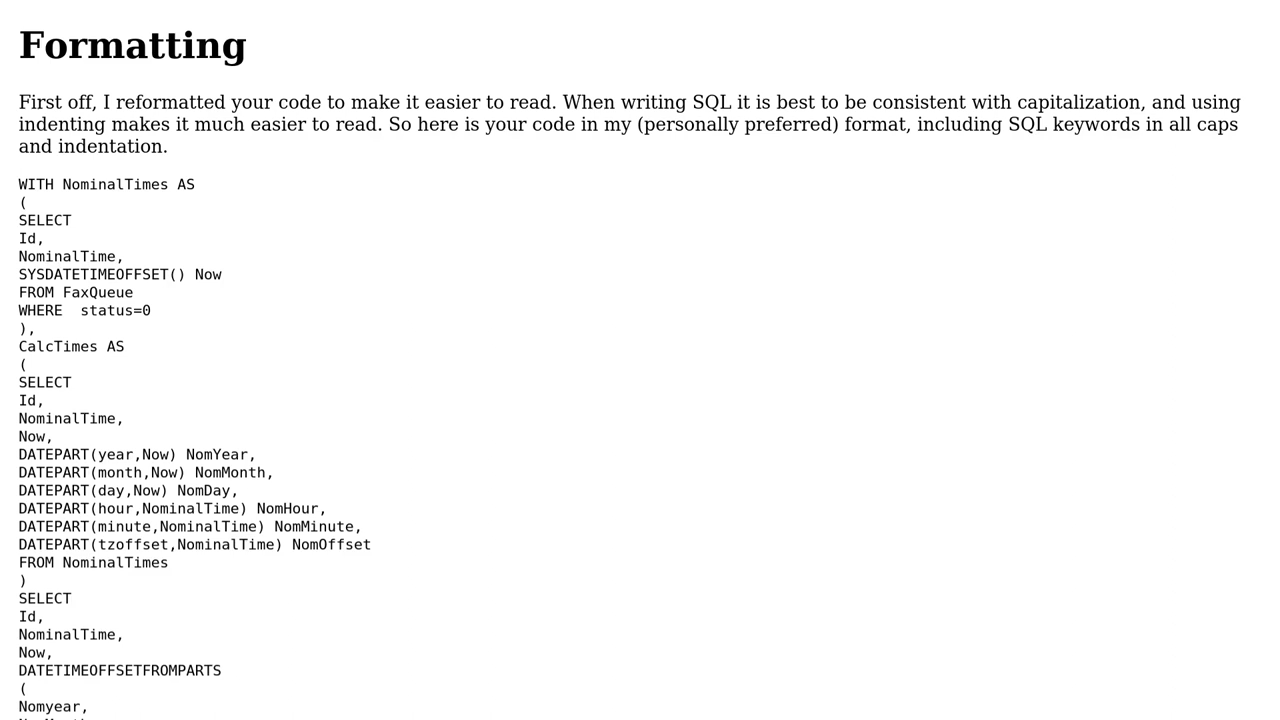 Formatting
First off, I reformatted your code to make it easier to read. When writing SQL it is best to be consistent with capitalization, and using
indenting makes it much easier to read. So here is your code in my (personally preferred) format, including SQL keywords in all caps
and indentation.
WITH NominalTimes AS
(
SELECT
Id,
NominalTime,
SYSDATETIMEOFFSET() Now
FROM FaxQueue
WHERE  status=0
),
CalcTimes AS
(
SELECT
Id,
NominalTime,
Now,
DATEPART(year,Now) NomYear,
DATEPART(month,Now) NomMonth,
DATEPART(day,Now) NomDay,
DATEPART(hour,NominalTime) NomHour,
DATEPART(minute,NominalTime) NomMinute,
DATEPART(tzoffset,NominalTime) NomOffset
FROM NominalTimes
)
SELECT
Id,
NominalTime,
Now,
DATETIMEOFFSETFROMPARTS
(
Nomyear,